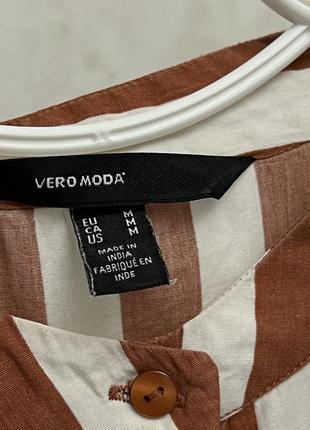 VERO MODA
EU M
CA M
US M
MADE IN
INDIA
FABRIQUÉ EN
INDE